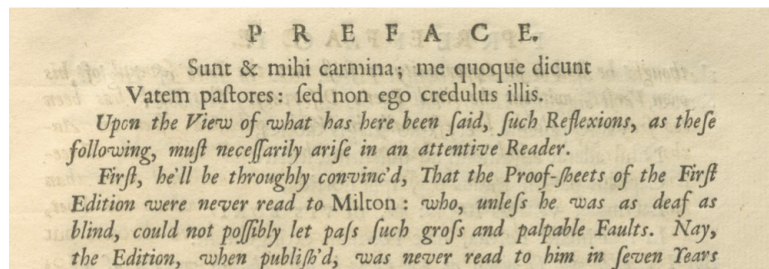 P R E F A C E.
Sunt & mihi carmina; me quoque dicunt
Vatem paſtores: ſed non ego credulus illis.
Upon the View of what has here been ſaid, ſuch Reflexions, as theſe
following, muſt neceſſarily ariſe in an attentive Reader.
Firſt, he'll be throughly convinc'd, That the Proof-ſheets of the Firſt
Edition were never read to Milton: who, unleſs he was as deaf as
blind, could not poſſibly let paſs ſuch groſs and palpable Faults. Nay,
the Edition, when publiſh'd, was never read to him in ſeven Years